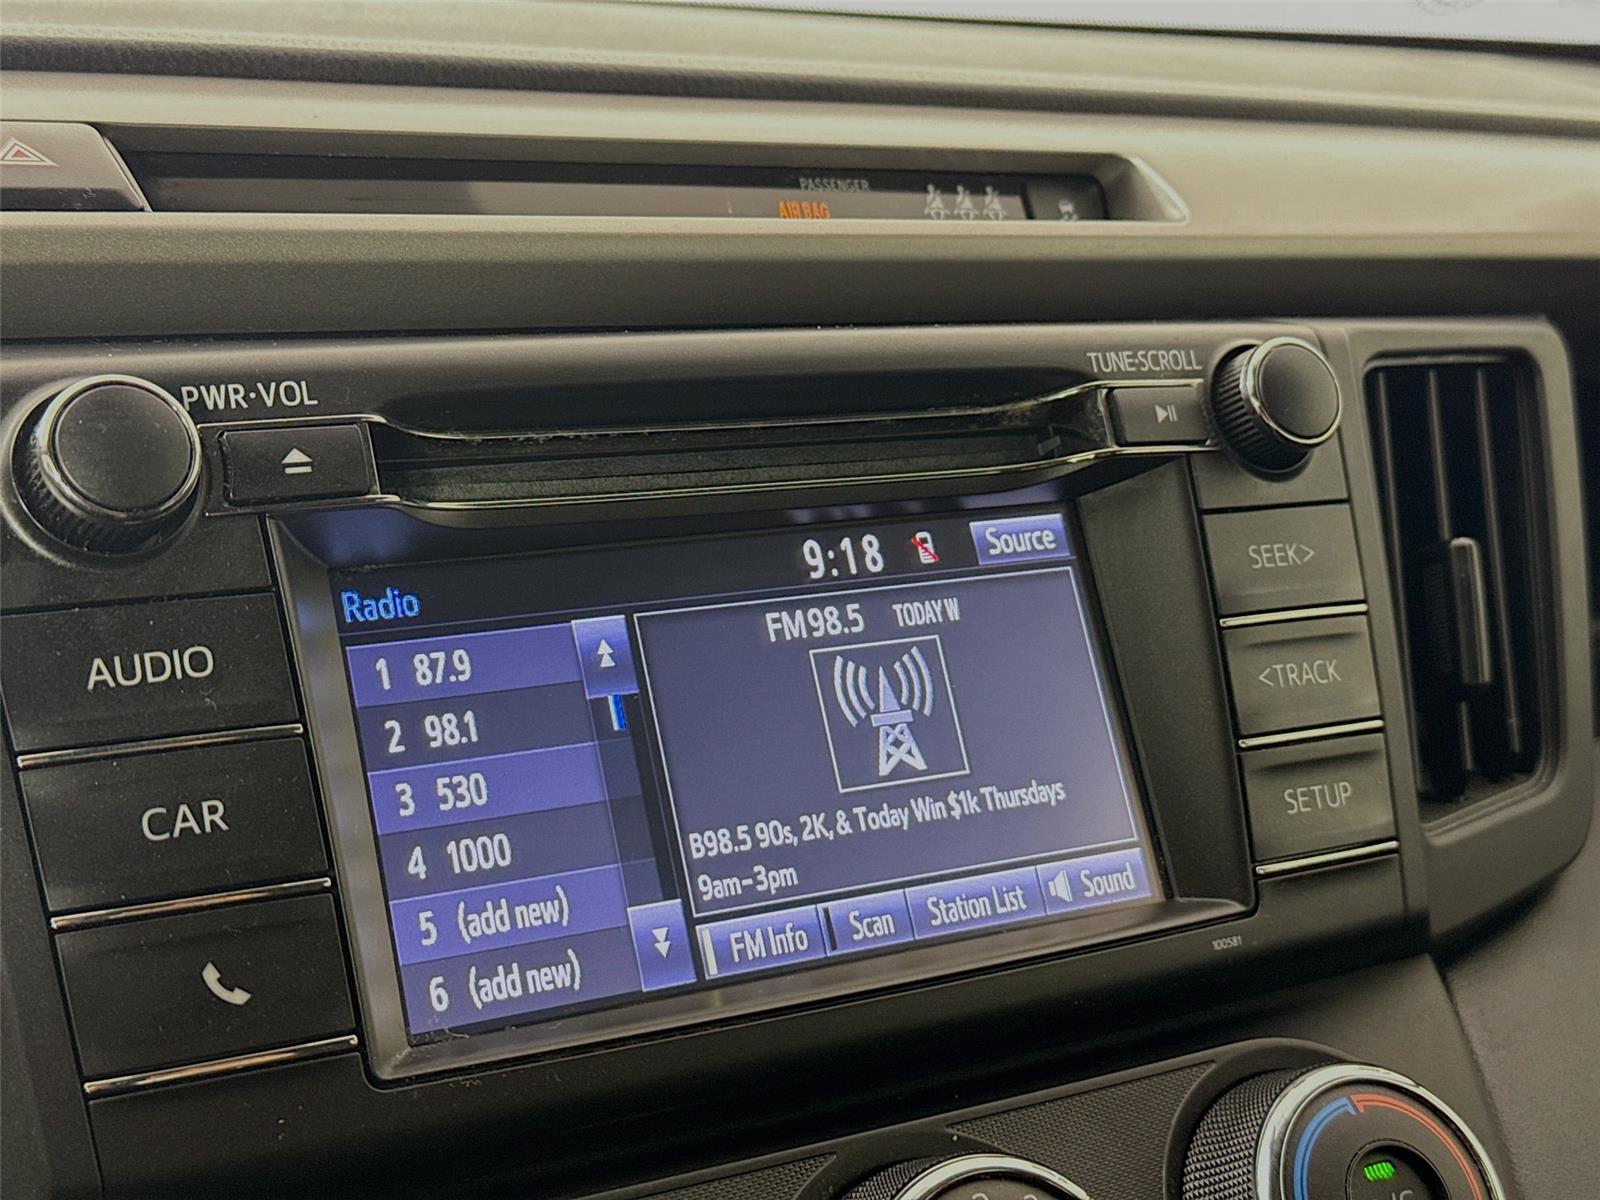 PASSENGER
AIR BAG
PWR·VOL
TUNE·SCROLL
9:18
Source
SEEK>
Radio
FM98.5 TODAY W
AUDIO
1 87.9
<TRACK
2 98.1
3 530
CAR
4 1000
B98.5 90s, 2K, & Today Win $1k Thursdays
9am-3pm
SETUP
5 (add new)
6 (add new)
FM Info
Scan
Station List
Sound
100581